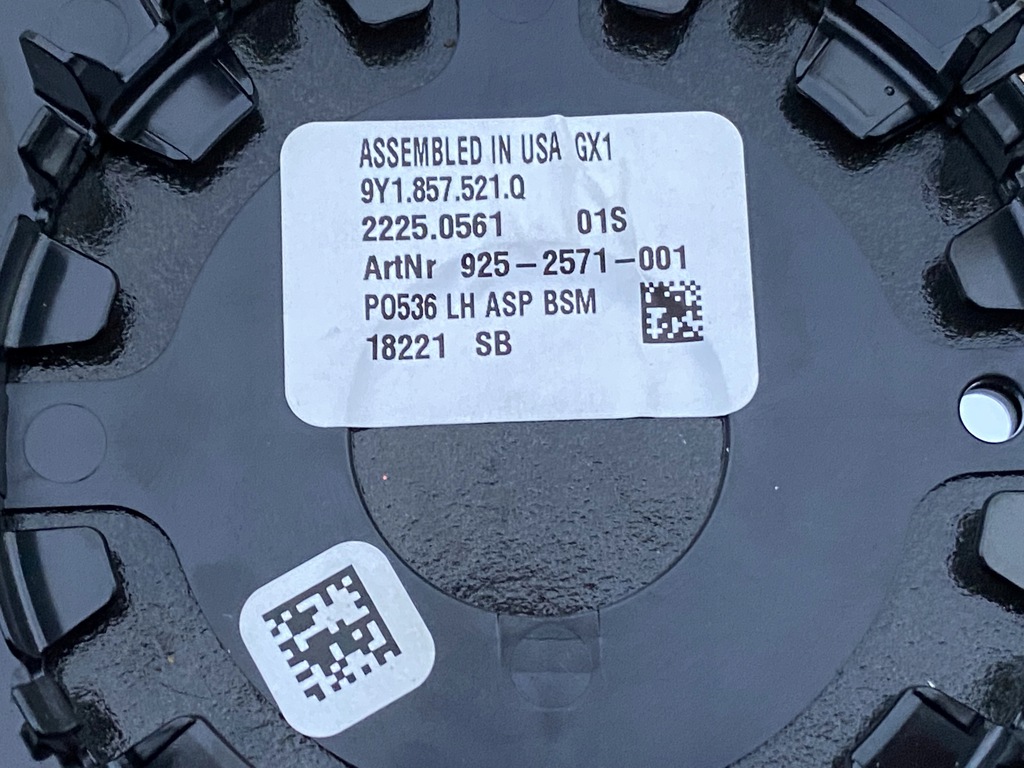 ASSEMBLED IN USA GX1
9Y1.857.521.Q
2225.0561 01S
ArtNr 925-2571-001
PO536 LH ASP BSM
18221 SB